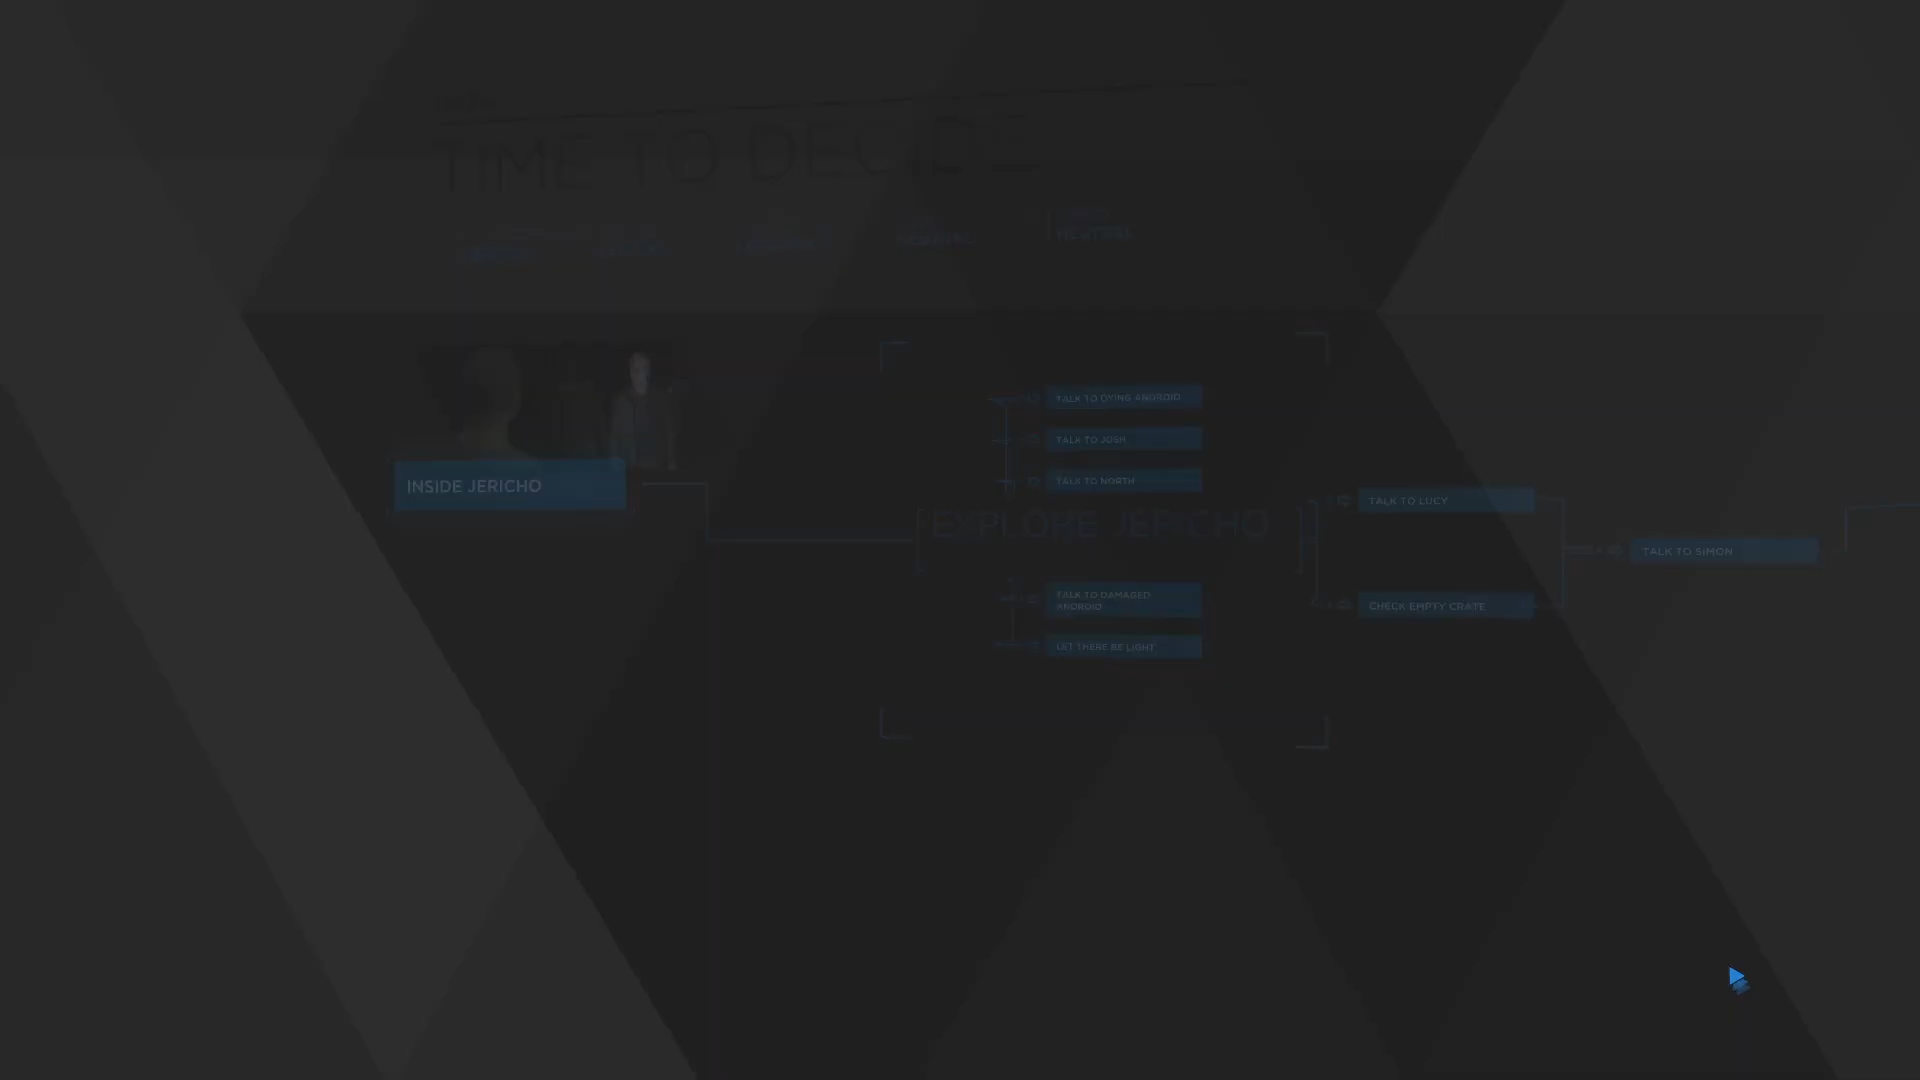 TIME TO DECIDE
NEUTRAL
TALK TO DYING ANDROID
TALK TO JOSH
TALK TO NORTH
INSIDE JERICHO
EXPLORE JERICHO
TALK TO LUCY
TALK TO SIMON
TALK TO DAMAGED
ANDROID
CHECK EMPTY CRATE
LET THERE BE LIGHT